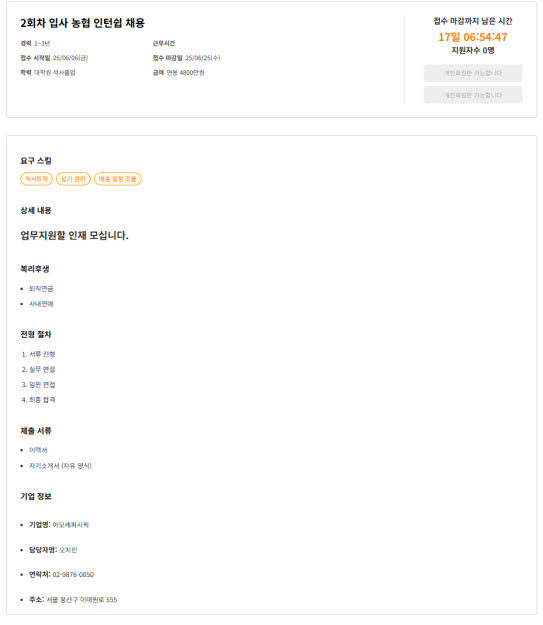 2회차 입사 농협 인턴쉽 채용
경력 1~3년
근무시간
접수 시작일 25/06/06(금)
접수 마감일 25/06/25(수)
학력 대학원 석사졸업
급여 연봉 4800만원
접수 마감까지 남은 시간
17일 06:54:47
지원자수 0명
개인회원만 가능합니다
개인회원만 가능합니다
요구 스킬
어시트럭
납기 관리
배송 일정 조율
상세 내용
업무지원할 인재 모십니다.
복리후생
퇴직연금
사내연애
전형 절차
1. 서류 전형
2. 실무 면접
3. 임원 면접
4. 최종 합격
제출 서류
이력서
자기소개서 (자유 양식)
기업 정보
기업명: 아모레퍼시픽
담당자명: 오지민
연락처: 02-9876-0050
주소: 서울 용산구 이태원로 555